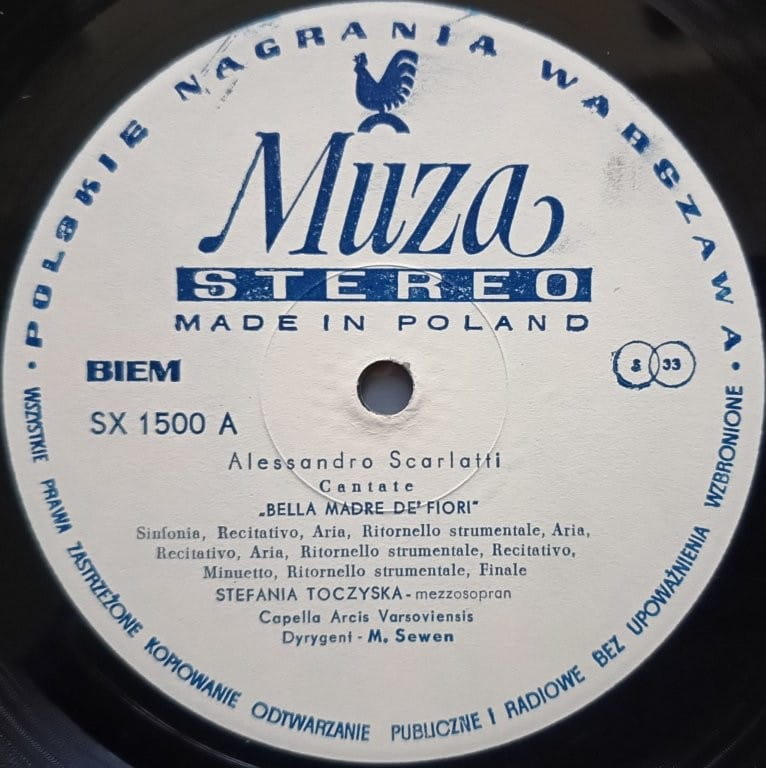 POLSKIE NAGRANIA WARSZAWA
Muza
STEREO
MADE IN POLAND
BIEM
S 33
SX 1500 A
Alessandro Scarlatti
Cantate
„BELLA MADRE DE' FIORI"
Sinfonia, Recitativo, Aria, Ritornello strumentale, Aria,
Recitativo, Aria, Ritornello strumentale, Recitativo,
Minuetto, Ritornello strumentale, Finale
STEFANIA TOCZYSKA - mezzosopran
Capella Arcis Varsoviensis
Dyrygent - M. Sewen
WSZYSTKIE PRAWA ZASTRZEŻONE KOPIOWANIE ODTWARZANIE PUBLICZNE I RADIOWE BEZ UPOWAŻNIENIA WZBRONIONE